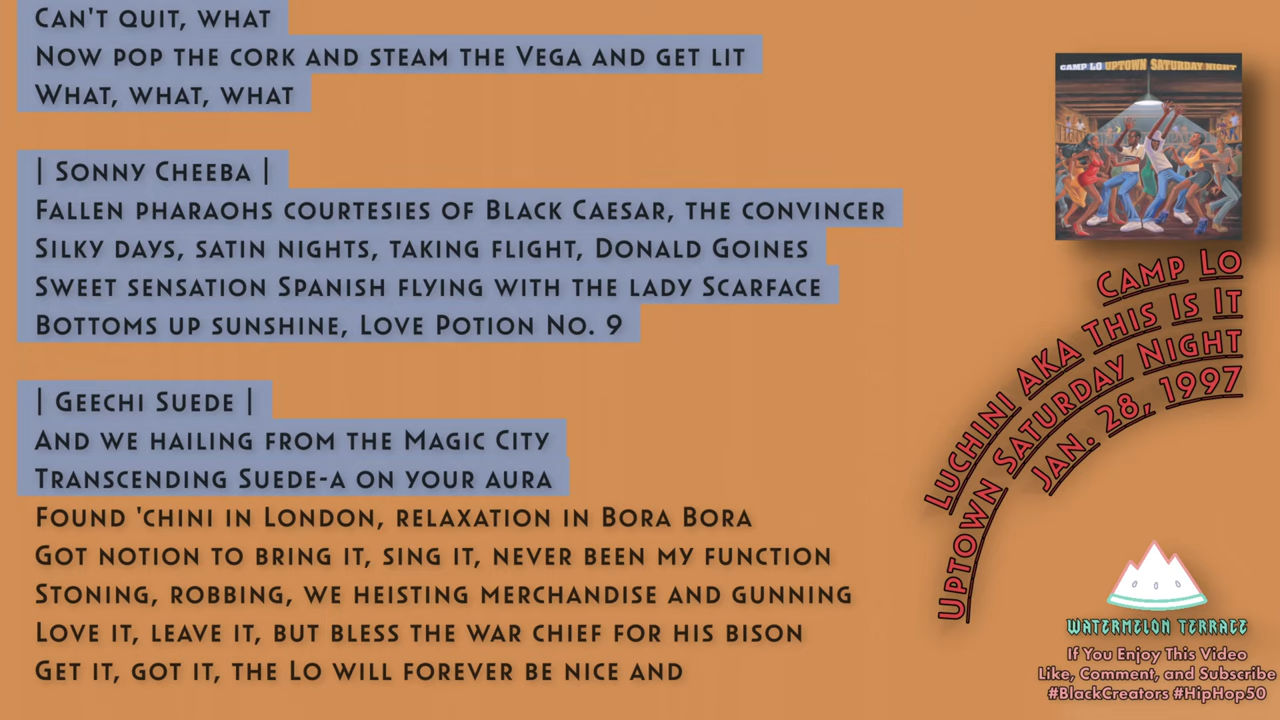 Can't quit, what
Now pop the cork and steam the Vega and get lit
What, what, what
| Sonny Cheeba |
Fallen pharaohs courtesies of Black Caesar, the convincer
Silky days, satin nights, taking flight, Donald Goines
Sweet sensation Spanish flying with the lady Scarface
Bottoms up sunshine, Love Potion No. 9
| Geechi Suede |
And we hailing from the Magic City
Transcending Suede-a on your aura
Found 'chini in London, relaxation in Bora Bora
Got notion to bring it, sing it, never been my function
Stoning, robbing, we heisting merchandise and gunning
Love it, leave it, but bless the war chief for his bison
Get it, got it, the Lo will forever be nice and
CAMP LO UPTOWN SATURDAY NIGHT
Camp Lo
Luchini aka This Is It
Uptown Saturday Night
Jan. 28, 1997
Watermelon Terrace
If You Enjoy This Video
Like, Comment, and Subscribe
#BlackCreators #HipHop50